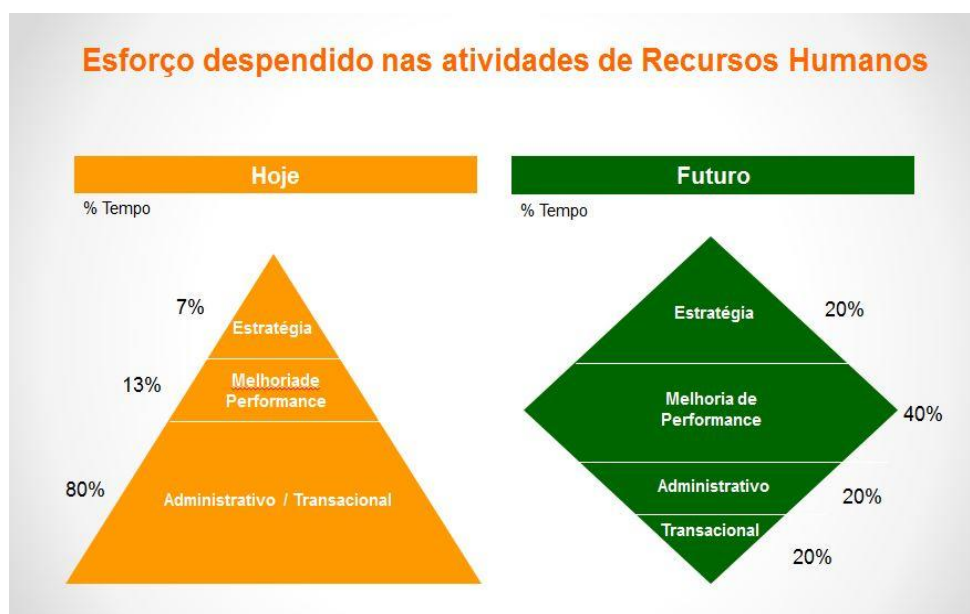 Esforço despendido nas atividades de Recursos Humanos
Hoje
% Tempo
7%
Estratégia
13%
Melhoriade
Performance
80%
Administrativo / Transacional
Futuro
% Tempo
Estratégia
20%
Melhoria de
Performance
40%
Administrativo
20%
Transacional
20%